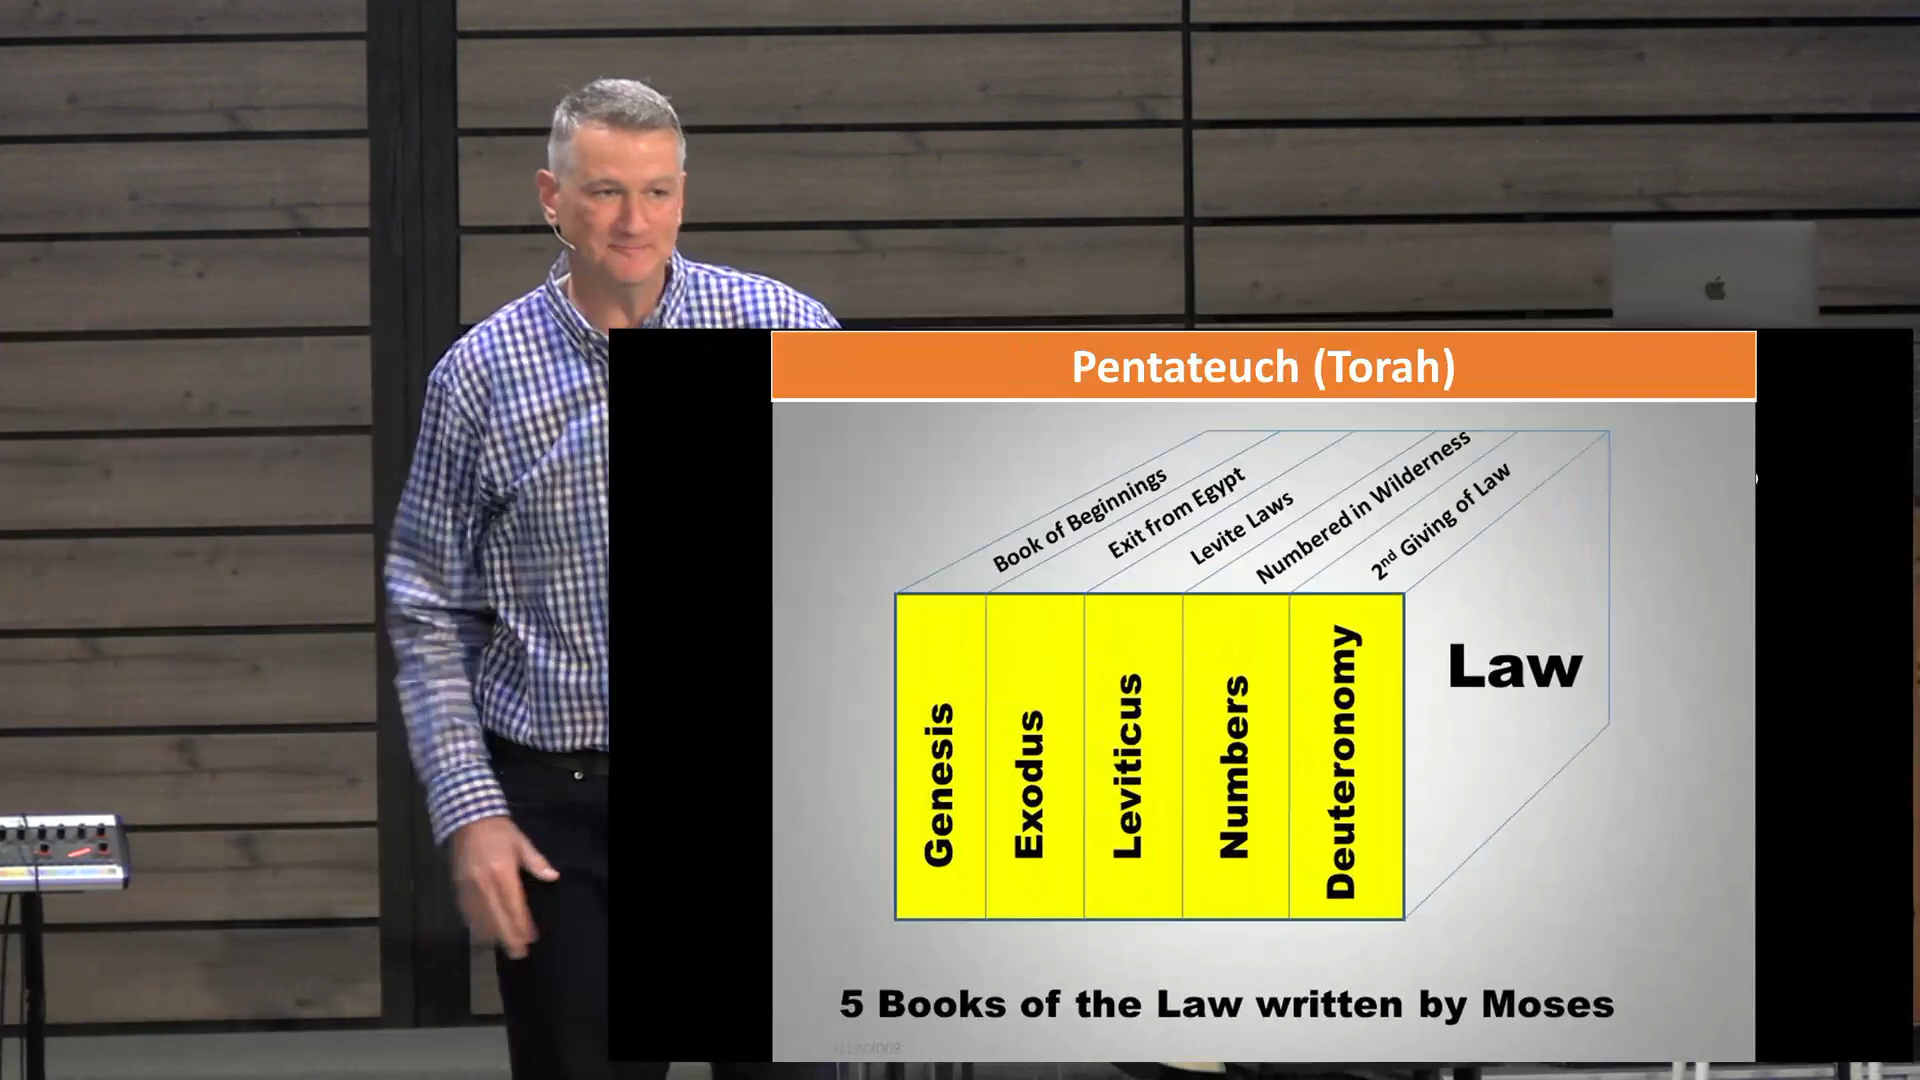 Pentateuch (Torah)
Book of Beginnings
Exit from Egypt
Levite Laws
Numbered in Wilderness
2nd Giving of Law
Genesis
Exodus
Leviticus
Numbers
Deuteronomy
Law
5 Books of the Law written by Moses